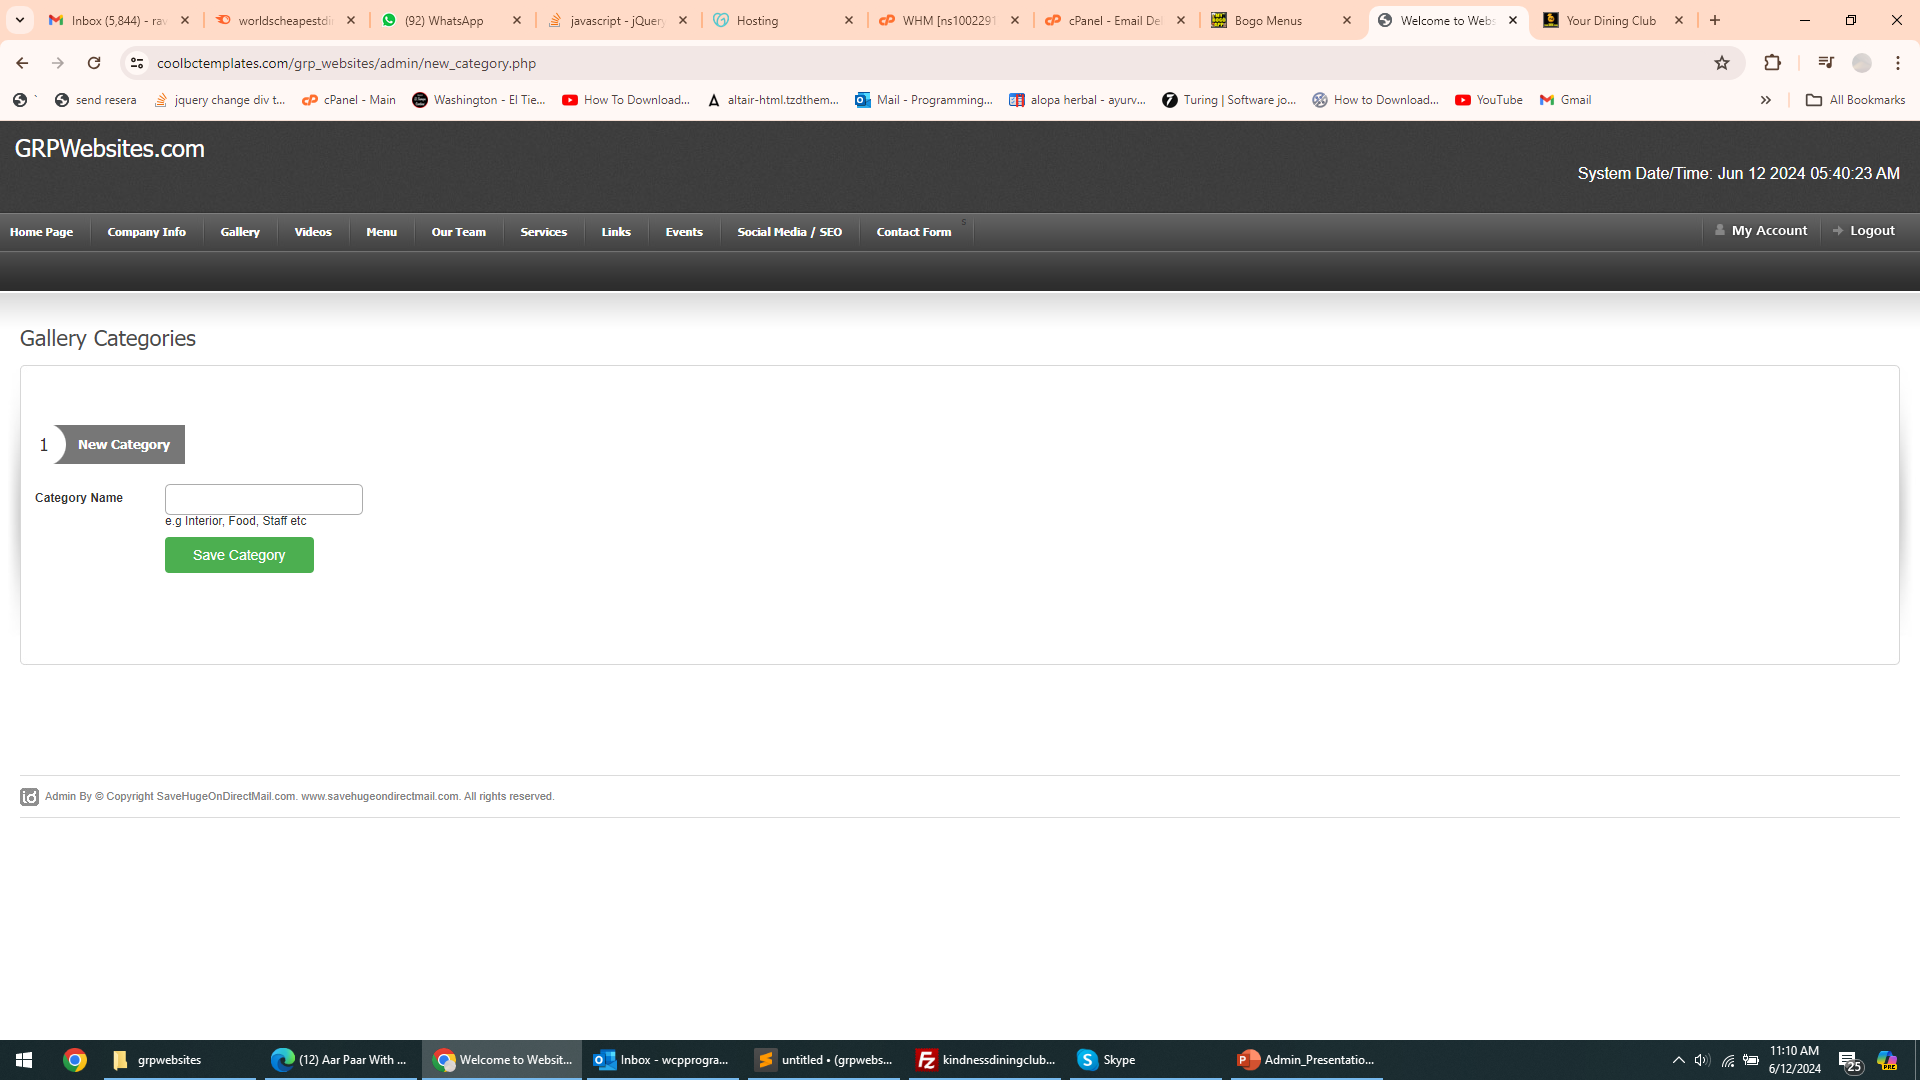 Inbox (5,844) - rav
worldscheapestdi
(92) WhatsApp
javascript - jQuery
Hosting
WHM [ns1002291
cPanel - Email Del
Bogo Menus
Welcome to Webs
Your Dining Club
coolbctemplates.com/grp_websites/admin/new_category.php
`
send resera
jquery change div t...
cPanel - Main
Washington - El Tie...
How To Download...
altair-html.tzdthem...
Mail - Programming...
alopa herbal - ayurv...
Turing | Software jo...
How to Download...
YouTube
Gmail
All Bookmarks
GRPWebsites.com
System Date/Time: Jun 12 2024 05:40:23 AM
Home Page
Company Info
Gallery
Videos
Menu
Our Team
Services
Links
Events
Social Media / SEO
Contact Form
s
My Account
Logout
Gallery Categories
1 New Category
Category Name
e.g Interior, Food, Staff etc
Save Category
Admin By © Copyright SaveHugeOnDirectMail.com. www.savehugeondirectmail.com. All rights reserved.
grpwebsites
(12) Aar Paar With ...
Welcome to Websit...
Inbox - wcpprogra...
untitled • (grpwebs...
kindnessdiningclub...
Skype
Admin_Presentatio...
11:10 AM
6/12/2024
25